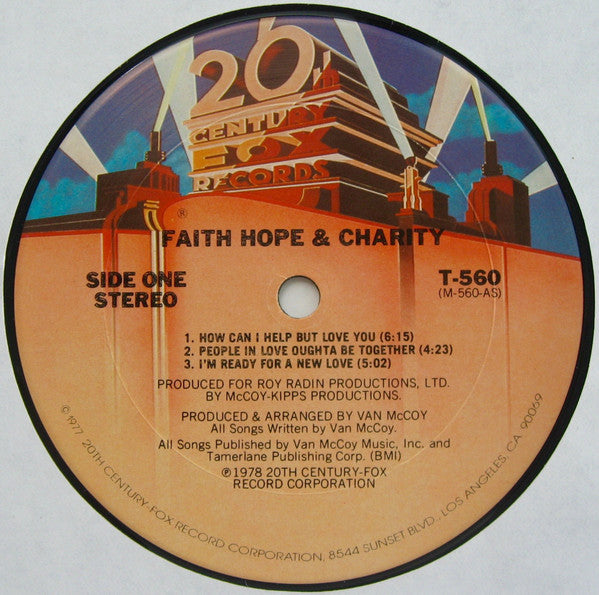 20th
CENTURY
FOX
RECORDS
®
FAITH HOPE & CHARITY
SIDE ONE
STEREO
T-560
(M-560-AS)
1. HOW CAN I HELP BUT LOVE YOU (6:15)
2. PEOPLE IN LOVE OUGHTA BE TOGETHER (4:23)
3. I'M READY FOR A NEW LOVE (5:02)
PRODUCED FOR ROY RADIN PRODUCTIONS, LTD.
BY McCOY-KIPPS PRODUCTIONS.
PRODUCED & ARRANGED BY VAN McCOY
All Songs Written by Van McCoy.
All Songs Published by Van McCoy Music, Inc. and
Tamerlane Publishing Corp. (BMI)
℗1978 20TH CENTURY-FOX
RECORD CORPORATION
©1977 20TH CENTURY-FOX RECORD CORPORATION, 8544 SUNSET BLVD., LOS ANGELES, CA 90069